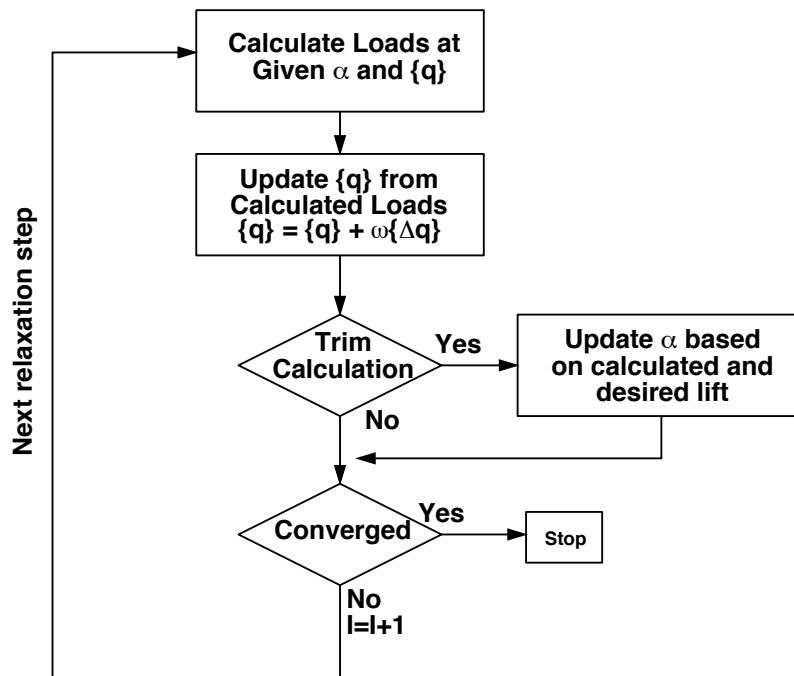 Calculate Loads at
Given α and {q}
Update {q} from
Calculated Loads
{q} = {q} + ω{Δq}
Trim
Calculation
Yes
Update α based
on calculated and
desired lift
No
Converged
Yes
Stop
No
I=I+1
Next relaxation step